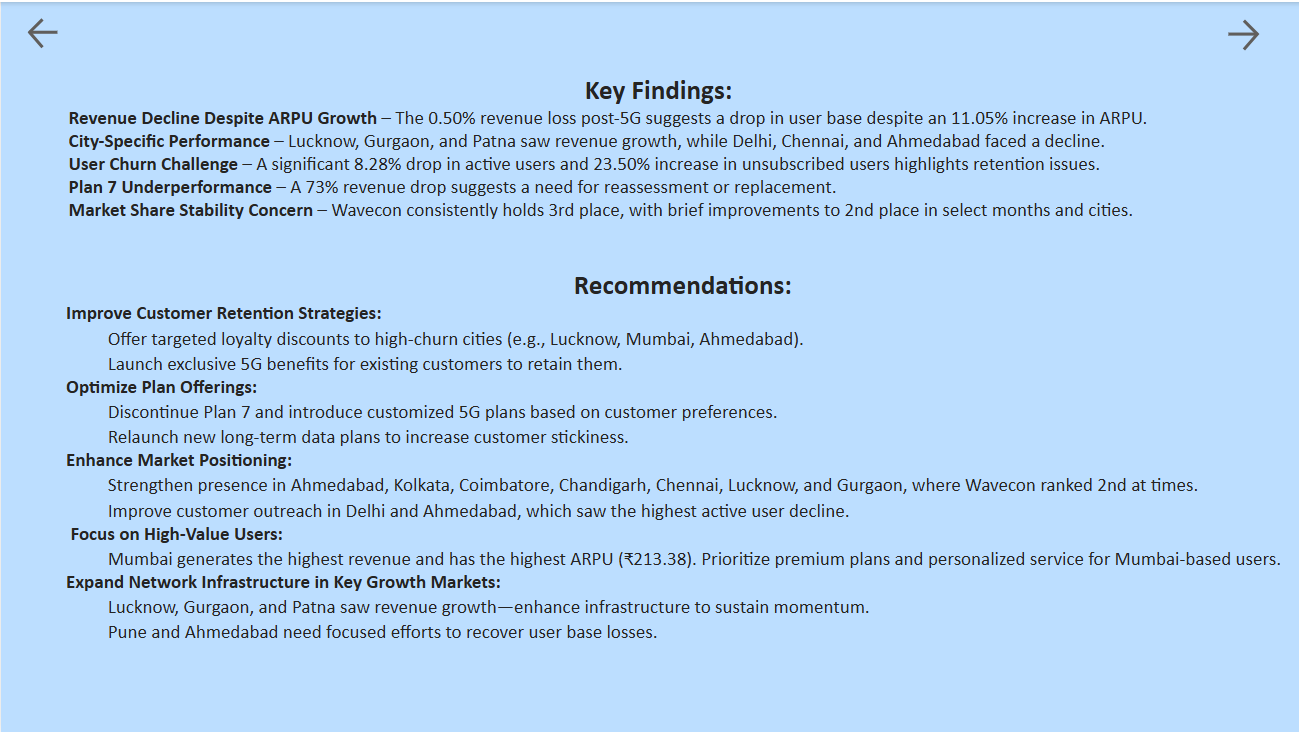 Key Findings:
Revenue Decline Despite ARPU Growth – The 0.50% revenue loss post-5G suggests a drop in user base despite an 11.05% increase in ARPU.
City-Specific Performance – Lucknow, Gurgaon, and Patna saw revenue growth, while Delhi, Chennai, and Ahmedabad faced a decline.
User Churn Challenge – A significant 8.28% drop in active users and 23.50% increase in unsubscribed users highlights retention issues.
Plan 7 Underperformance – A 73% revenue drop suggests a need for reassessment or replacement.
Market Share Stability Concern – Wavecon consistently holds 3rd place, with brief improvements to 2nd place in select months and cities.
Recommendations:
Improve Customer Retention Strategies:
Offer targeted loyalty discounts to high-churn cities (e.g., Lucknow, Mumbai, Ahmedabad).
Launch exclusive 5G benefits for existing customers to retain them.
Optimize Plan Offerings:
Discontinue Plan 7 and introduce customized 5G plans based on customer preferences.
Relaunch new long-term data plans to increase customer stickiness.
Enhance Market Positioning:
Strengthen presence in Ahmedabad, Kolkata, Coimbatore, Chandigarh, Chennai, Lucknow, and Gurgaon, where Wavecon ranked 2nd at times.
Improve customer outreach in Delhi and Ahmedabad, which saw the highest active user decline.
Focus on High-Value Users:
Mumbai generates the highest revenue and has the highest ARPU (₹213.38). Prioritize premium plans and personalized service for Mumbai-based users.
Expand Network Infrastructure in Key Growth Markets:
Lucknow, Gurgaon, and Patna saw revenue growth—enhance infrastructure to sustain momentum.
Pune and Ahmedabad need focused efforts to recover user base losses.